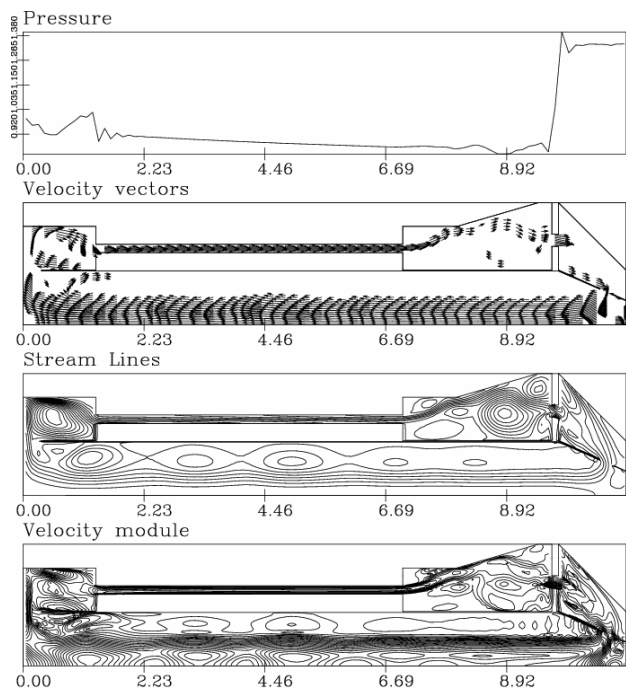 Pressure
0.920 1.035 1.150 1.265 1.380
0.00 2.23 4.46 6.69 8.92
Velocity vectors
0.00 2.23 4.46 6.69 8.92
Stream Lines
0.00 2.23 4.46 6.69 8.92
Velocity module
0.00 2.23 4.46 6.69 8.92